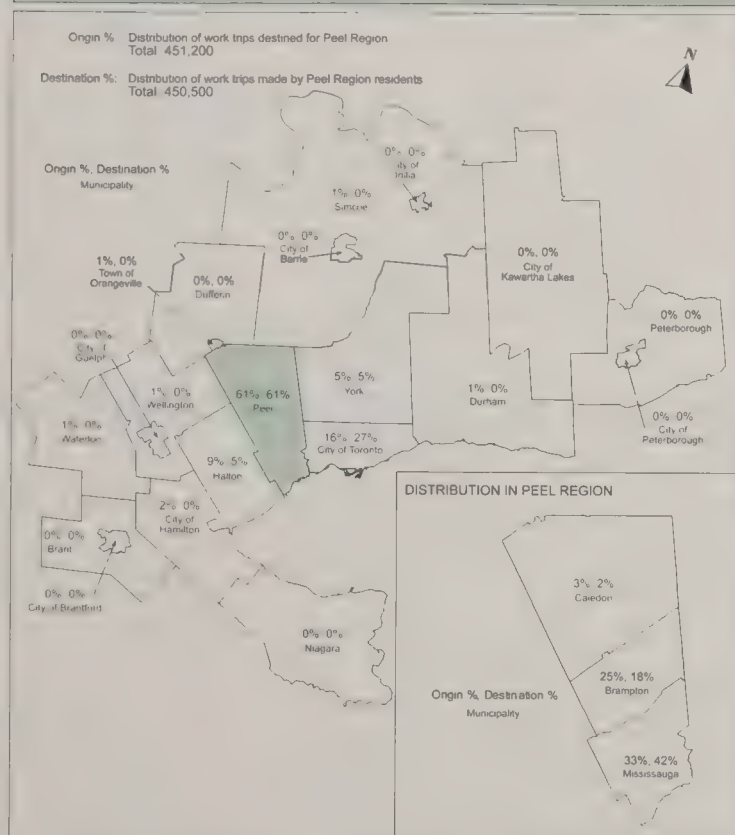 Origin % Distribution of work trips destined for Peel Region
Total 451,200
Destination %: Distribution of work trips made by Peel Region residents
Total 450,500
N
Origin %, Destination %
Municipality
0% 0%
City of
Orillia
1% 0%
Simcoe
0% 0%
City of
Barrie
0%, 0%
City of
Kawartha Lakes
1%, 0%
Town of
Orangeville
0%, 0%
Dufferin
0% 0%
Peterborough
0% 0%
City of
Guelph
5% 5%
York
1% 0%
Wellington
61% 61%
Peel
1% 0%
Durham
0% 0%
City of
Peterborough
1% 0%
Waterloo
16% 27%
City of Toronto
9% 5%
Halton
2% 0%
City of
Hamilton
0% 0%
Brant
0% 0%
City of Brantford
0% 0%
Niagara
DISTRIBUTION IN PEEL REGION
3% 2%
Caledon
25%, 18%
Brampton
Origin %, Destination %
Municipality
33%, 42%
Mississauga